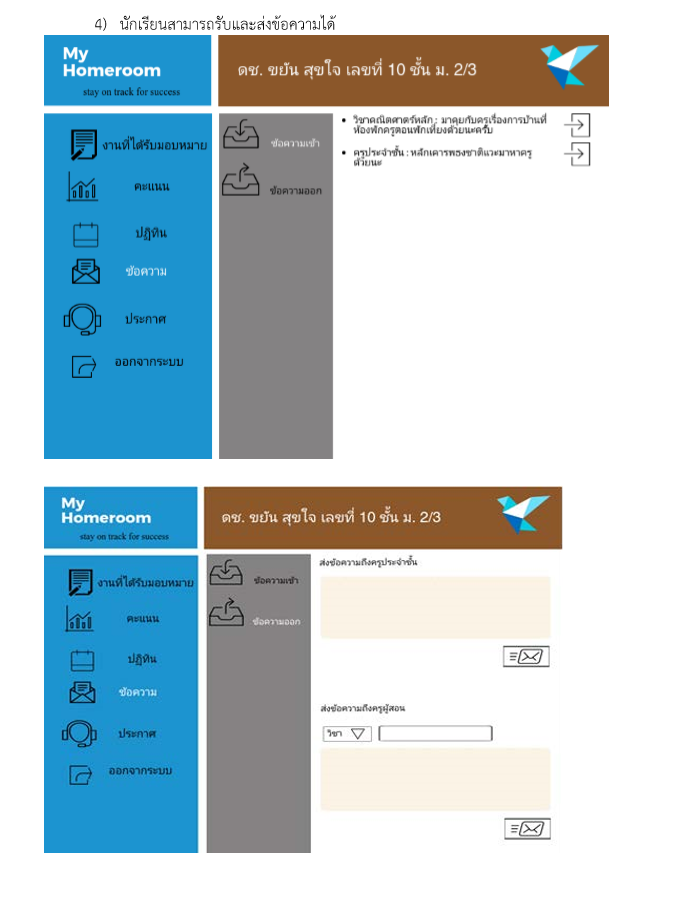 4) นักเรียนสามารถรับและส่งข้อความได้
My
Homeroom
stay on track for success
ดช. ขยัน สุขใจ เลขที่ 10 ชั้น ม. 2/3
งานที่ได้รับมอบหมาย
คะแนน
ปฏิทิน
ข้อความ
ประกาศ
ออกจากระบบ
ข้อความเข้า
ข้อความออก
• วิชาคณิตศาสตร์หลัก : มาคุยกับครูเรื่องการบ้านที่
ห้องพักครูตอนพักเที่ยงด้วยนะครับ
• ครูประจำชั้น : หลักเคารพธงชาติแวะมาหาครู
ด้วยนะ
My
Homeroom
stay on track for success
ดช. ขยัน สุขใจ เลขที่ 10 ชั้น ม. 2/3
งานที่ได้รับมอบหมาย
คะแนน
ปฏิทิน
ข้อความ
ประกาศ
ออกจากระบบ
ข้อความเข้า
ข้อความออก
ส่งข้อความถึงครูประจำชั้น
ส่งข้อความถึงครูผู้สอน
วิชา